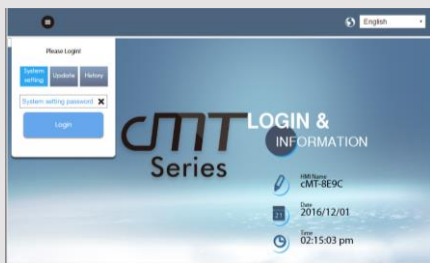 English
Please Login!
System setting
Update
History
System setting password
Login
cMT
Series
LOGIN &
INFORMATION
HMI Name
cMT-8E9C
Date
2016/12/01
21
Time
02:15:03 pm